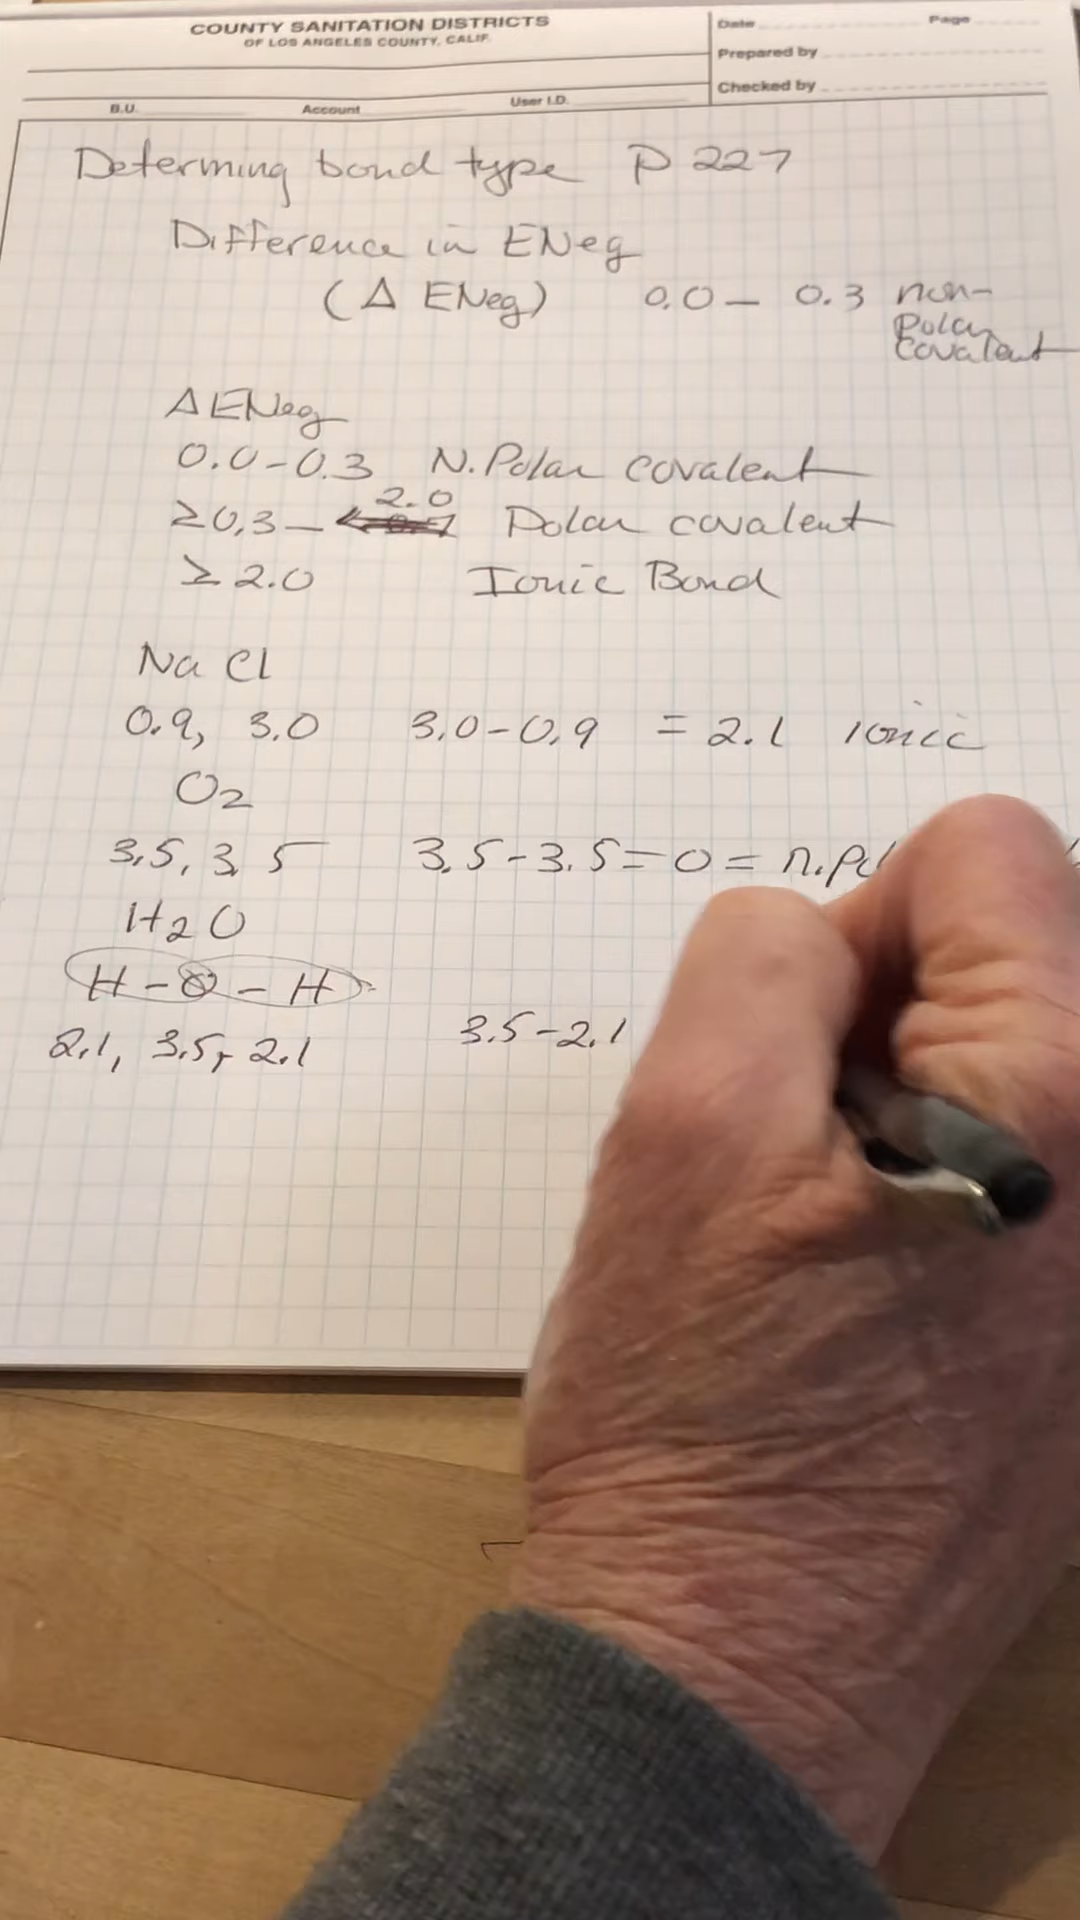 COUNTY SANITATION DISTRICTS
OF LOS ANGELES COUNTY, CALIF.
Date Page
Prepared by
Checked by
B.U. Account User I.D.
Determing bond type P 227
Difference in ENeg
(Δ ENeg) 0.0 – 0.3 non-
Polar
covalent
Δ ENeg
0.0-0.3 N.Polar covalent
≥0.3 – 2.0 Polar covalent
≥ 2.0 Ionic Bond
Na Cl
0.9, 3.0 3.0-0.9 = 2.1 ionic
O2
3.5, 3.5 3.5-3.5=0= n.Po
H2O
H-O-H
2.1, 3.5, 2.1 3.5-2.1